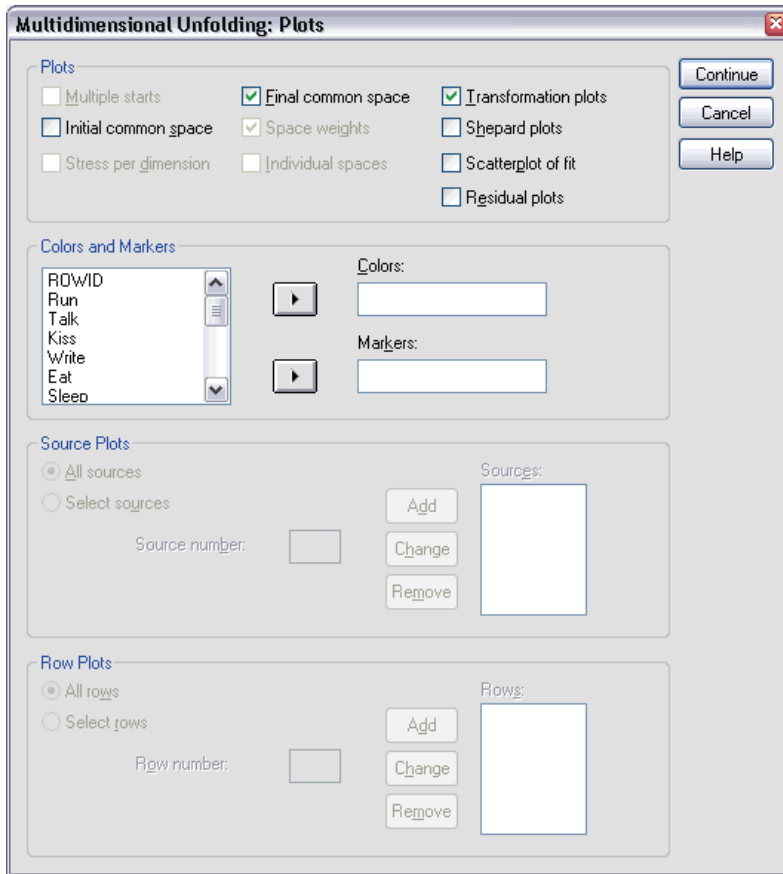 Multidimensional Unfolding: Plots
Plots
Multiple starts
Final common space
Transformation plots
Initial common space
Space weights
Shepard plots
Stress per dimension
Individual spaces
Scatterplot of fit
Residual plots
Continue
Cancel
Help
Colors and Markers
ROWID
Run
Talk
Kiss
Write
Eat
Sleep
Colors:
Markers:
Source Plots
All sources
Select sources
Source number:
Add
Change
Remove
Sources:
Row Plots
All rows
Select rows
Row number:
Add
Change
Remove
Rows: